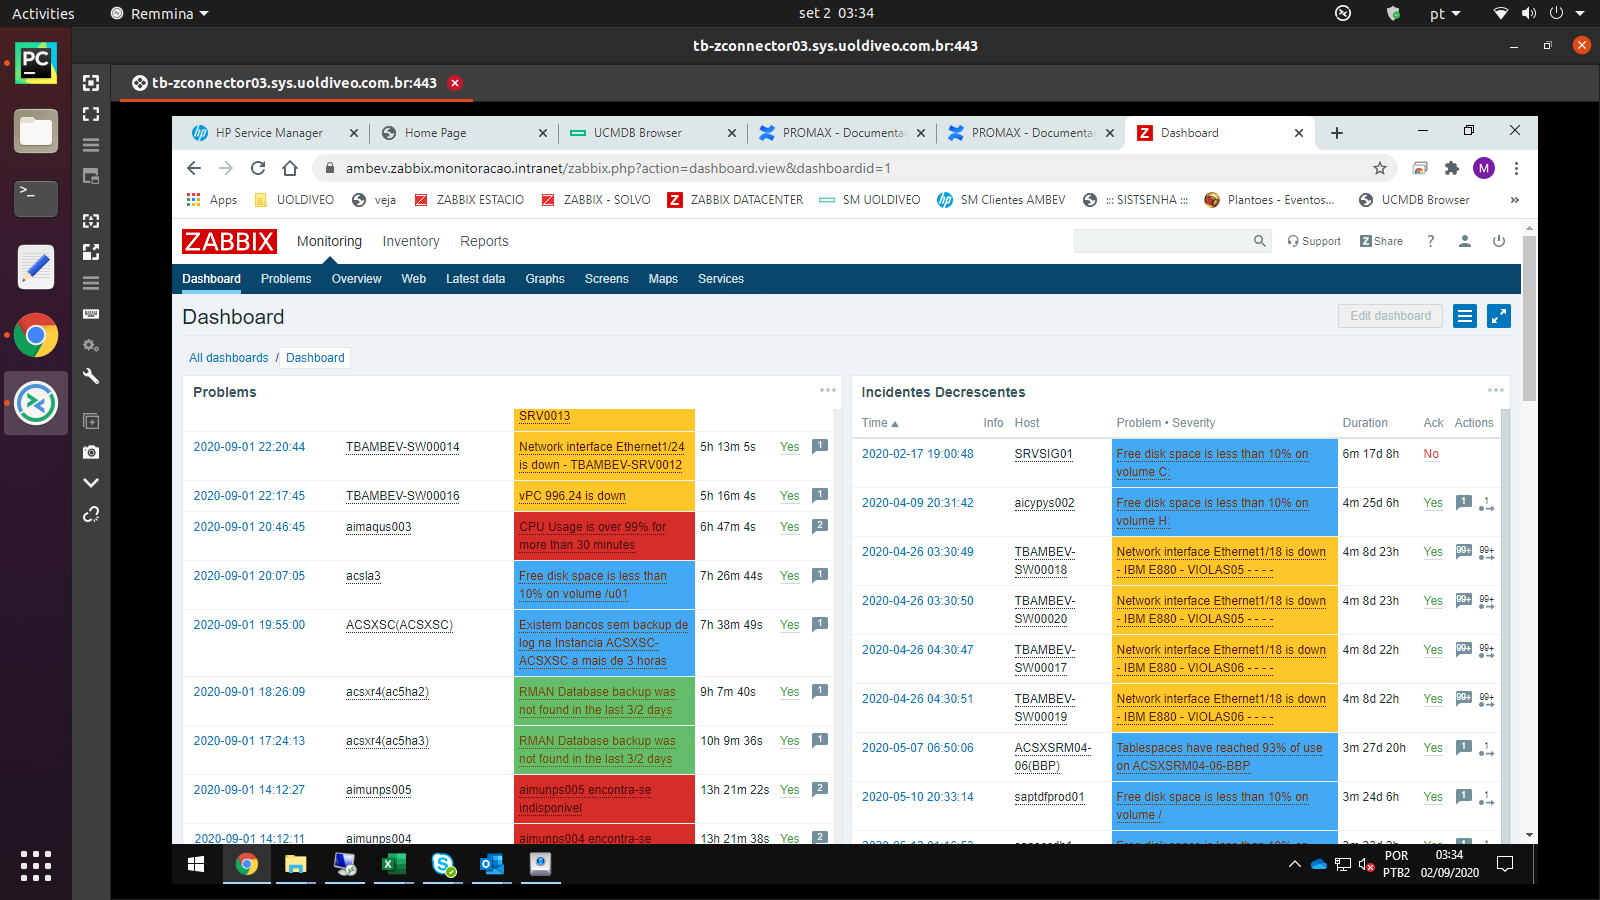 Activities
Remmina
set 2 03:34
pt
tb-zconnector03.sys.uoldiveo.com.br:443
tb-zconnector03.sys.uoldiveo.com.br:443
HP Service Manager
Home Page
UCMDB Browser
PROMAX - Documenta
PROMAX - Documenta
Dashboard
ambev.zabbix.monitoracao.intranet/zabbix.php?action=dashboard.view&dashboardid=1
M
Apps
UOLDIVEO
veja
ZABBIX ESTACIO
ZABBIX - SOLVO
ZABBIX DATACENTER
SM UOLDIVEO
SM Clientes AMBEV
::: SISTSENHA :::
Plantoes - Eventos...
UCMDB Browser
»
ZABBIX
Monitoring
Inventory
Reports
Support
Share
?
Dashboard
Problems
Overview
Web
Latest data
Graphs
Screens
Maps
Services
Dashboard
Edit dashboard
All dashboards / Dashboard
Problems
SRV0013
2020-09-01 22:20:44 TBAMBEV-SW00014 Network interface Ethernet1/24 5h 13m 5s Yes 1
is down - TBAMBEV-SRV0012
2020-09-01 22:17:45 TBAMBEV-SW00016 vPC 996.24 is down 5h 16m 4s Yes 1
2020-09-01 20:46:45 aimaqus003 CPU Usage is over 99% for 6h 47m 4s Yes 2
more than 30 minutes
2020-09-01 20:07:05 acsla3 Free disk space is less than 7h 26m 44s Yes 1
10% on volume /u01
2020-09-01 19:55:00 ACSXSC(ACSXSC) Existem bancos sem backup de 7h 38m 49s Yes 1
log na Instancia ACSXSC-
ACSXSC a mais de 3 horas
2020-09-01 18:26:09 acsxr4(ac5ha2) RMAN Database backup was 9h 7m 40s Yes 1
not found in the last 3/2 days
2020-09-01 17:24:13 acsxr4(ac5ha3) RMAN Database backup was 10h 9m 36s Yes 1
not found in the last 3/2 days
2020-09-01 14:12:27 aimunps005 aimunps005 encontra-se 13h 21m 22s Yes 2
indisponivel
2020-09-01 14:12:11 aimunps004 aimunps004 encontra-se 13h 21m 38s Yes 2
Incidentes Decrescentes
Time Info Host Problem • Severity Duration Ack Actions
2020-02-17 19:00:48 SRVSIG01 Free disk space is less than 10% on 6m 17d 8h No
volume C:
2020-04-09 20:31:42 aicypys002 Free disk space is less than 10% on 4m 25d 6h Yes 1 1
volume H:
2020-04-26 03:30:49 TBAMBEV- Network interface Ethernet1/18 is down 4m 8d 23h Yes 99+ 99+
SW00018 - IBM E880 - VIOLAS05 - - - -
2020-04-26 03:30:50 TBAMBEV- Network interface Ethernet1/18 is down 4m 8d 23h Yes 99+ 99+
SW00020 - IBM E880 - VIOLAS05 - - - -
2020-04-26 04:30:47 TBAMBEV- Network interface Ethernet1/18 is down 4m 8d 22h Yes 99+ 99+
SW00017 - IBM E880 - VIOLAS06 - - - -
2020-04-26 04:30:51 TBAMBEV- Network interface Ethernet1/18 is down 4m 8d 22h Yes 99+ 99+
SW00019 - IBM E880 - VIOLAS06 - - - -
2020-05-07 06:50:06 ACSXSRM04- Tablespaces have reached 93% of use 3m 27d 20h Yes 1 1
06(BBP) on ACSXSRM04-06-BBP
2020-05-10 20:33:14 saptdfprod01 Free disk space is less than 10% on 3m 24d 6h Yes 1 1
volume /
POR
PTB2
03:34
02/09/2020